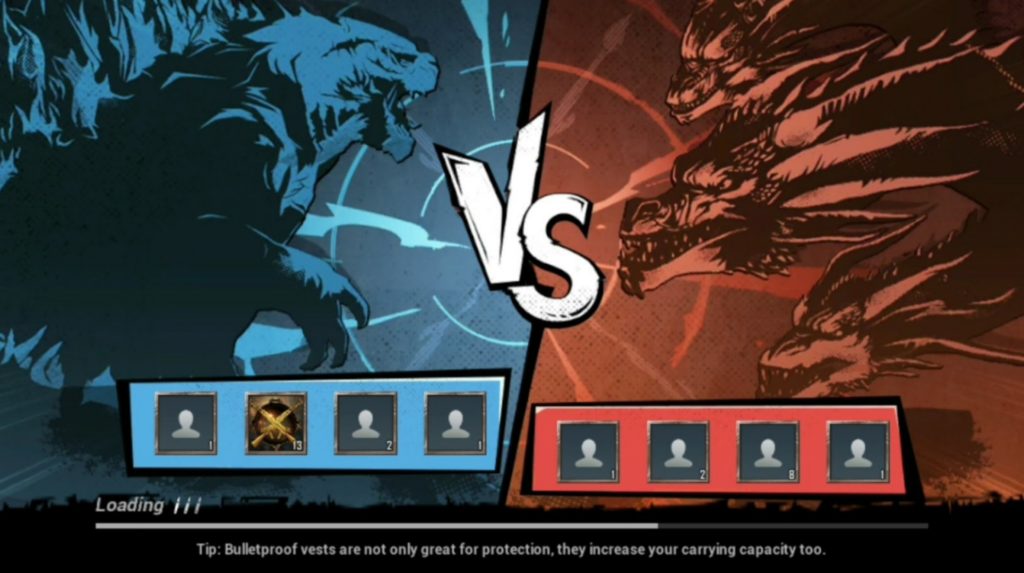 VS
1
13
2
1
1
2
8
1
Loading
Tip: Bulletproof vests are not only great for protection, they increase your carrying capacity too.